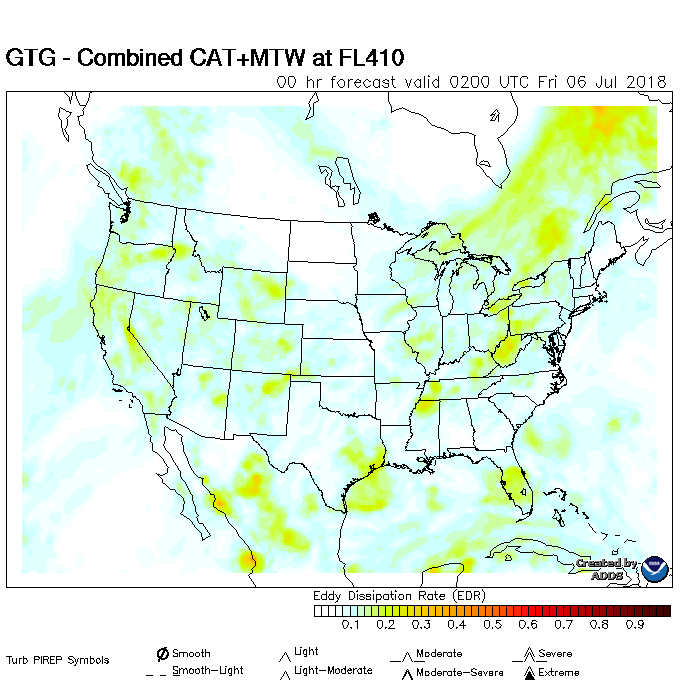 GTG - Combined CAT+MTW at FL410
00 hr forecast valid 0200 UTC Fri 06 Jul 2018
Created by
ADDS
NOAA
Eddy Dissipation Rate (EDR)
0.1 0.2 0.3 0.4 0.5 0.6 0.7 0.8 0.9
Turb PIREP Symbols
Smooth Light Moderate Severe
Smooth-Light Light-Moderate Moderate-Severe Extreme